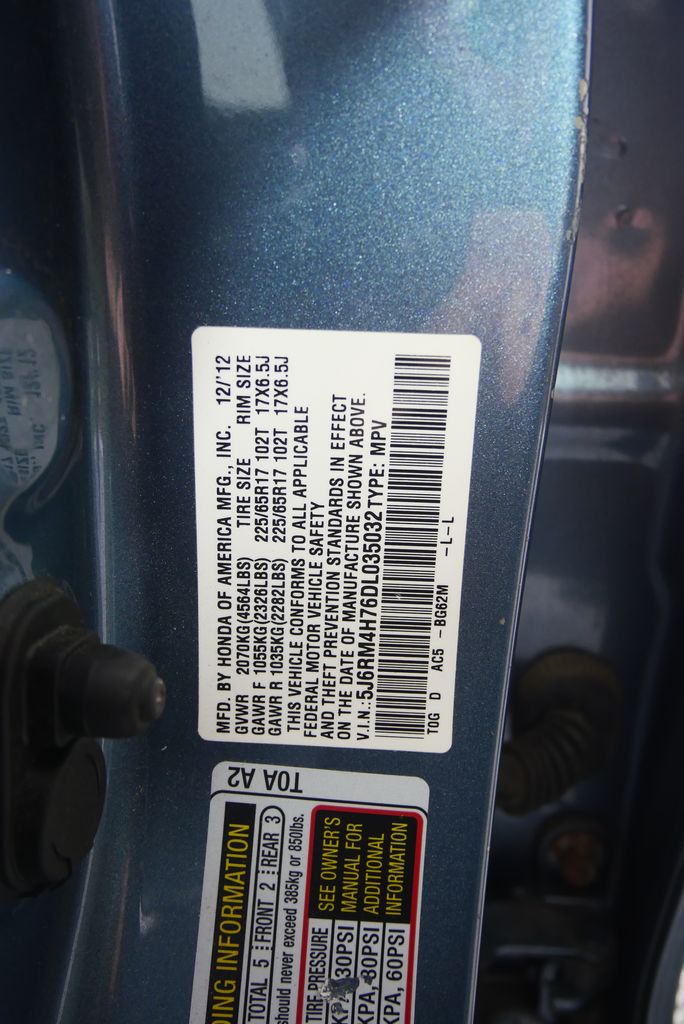 MFD. BY HONDA OF AMERICA MFG., INC. 12/'12
GVWR 2070KG(4564LBS) TIRE SIZE RIM SIZE
GAWR F 1055KG(2326LBS) 225/65R17 102T 17X6.5J
GAWR R 1035KG(2282LBS) 225/65R17 102T 17X6.5J
THIS VEHICLE CONFORMS TO ALL APPLICABLE
FEDERAL MOTOR VEHICLE SAFETY
AND THEFT PREVENTION STANDARDS IN EFFECT
ON THE DATE OF MANUFACTURE SHOWN ABOVE.
V.I.N.:5J6RM4H76DL035032 TYPE: MPV
T0G D AC5 -BG62M -L-L
T0A A2
INFORMATION
TOTAL 5 FRONT 2 REAR 3
should never exceed 385kg or 850lbs.
TIRE PRESSURE
30PSI
30PSI
KPA, 60PSI
SEE OWNER'S
MANUAL FOR
ADDITIONAL
INFORMATION